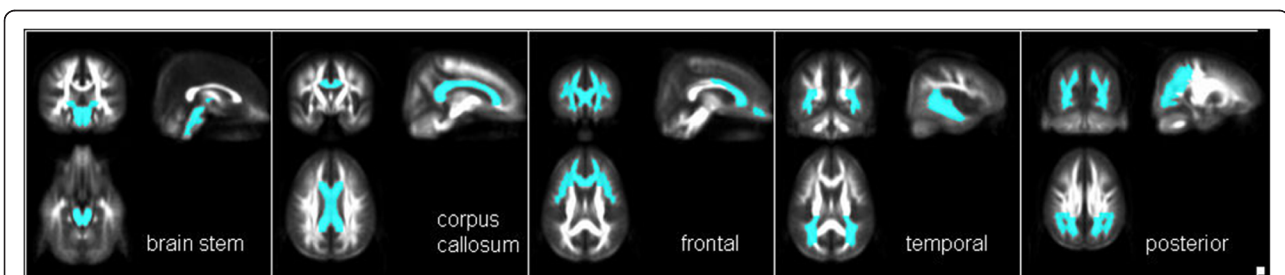 brain stem
corpus
callosum
frontal
temporal
posterior